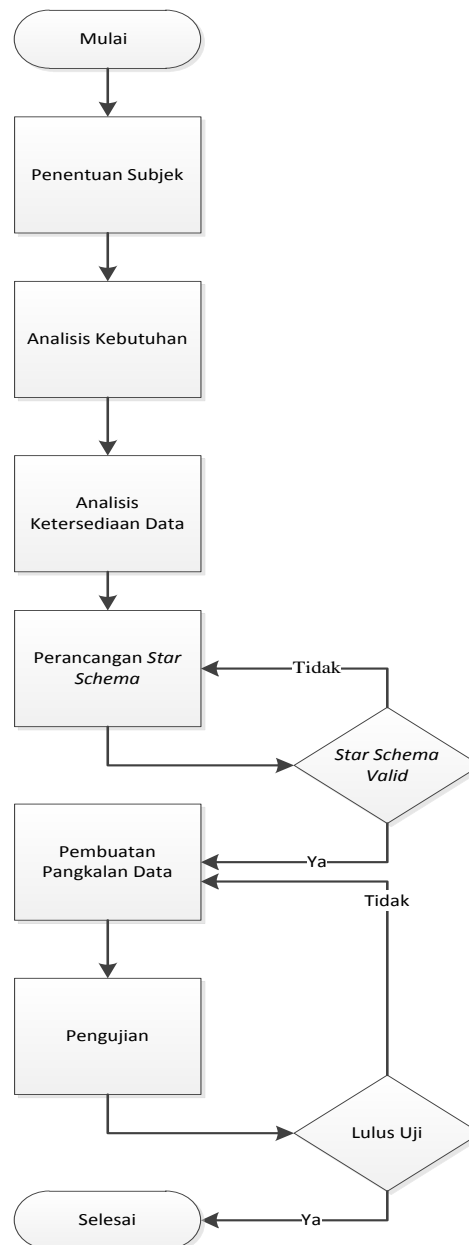 Mulai
Penentuan Subjek
Analisis Kebutuhan
Analisis
Ketersediaan Data
Perancangan Star
Schema
Tidak
Star Schema
Valid
Ya
Pembuatan
Pangkalan Data
Tidak
Pengujian
Lulus Uji
Ya
Selesai